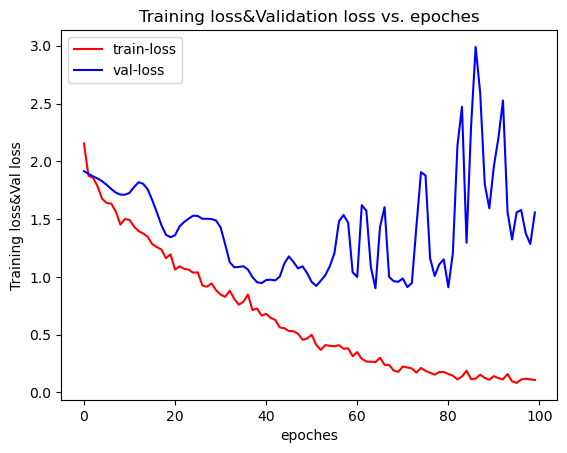 Training loss&Validation loss vs. epoches
train-loss
val-loss
Training loss&Val loss
3.0
2.5
2.0
1.5
1.0
0.5
0.0
0 20 40 60 80 100
epoches